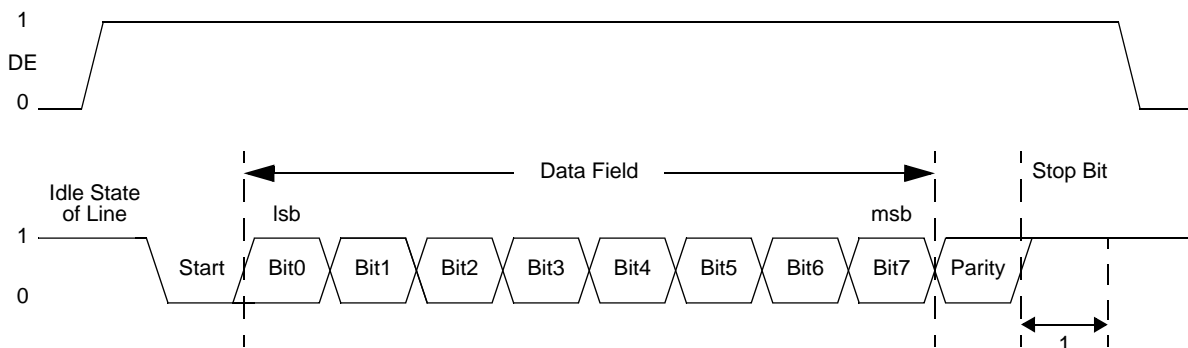 1
DE
0
Data Field
Stop Bit
Idle State
of Line
lsb
msb
1
Start
Bit0
Bit1
Bit2
Bit3
Bit4
Bit5
Bit6
Bit7
Parity
0
1